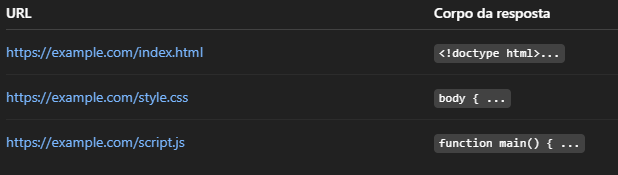 URL Corpo da resposta
https://example.com/index.html <!doctype html>...
https://example.com/style.css body { ...
https://example.com/script.js function main() { ...